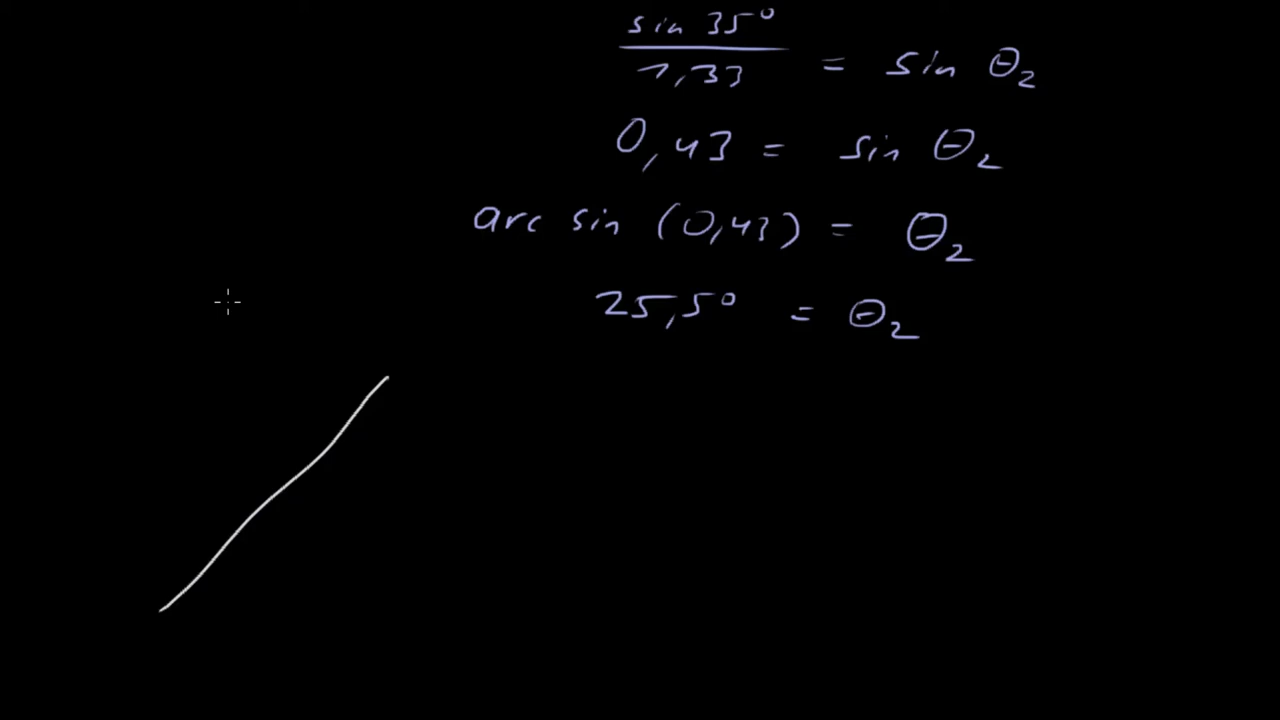 sin 35°
1,33 = sin θ₂
0,43 = sin θ₂
arc sin (0,43) = θ₂
25,5° = θ₂